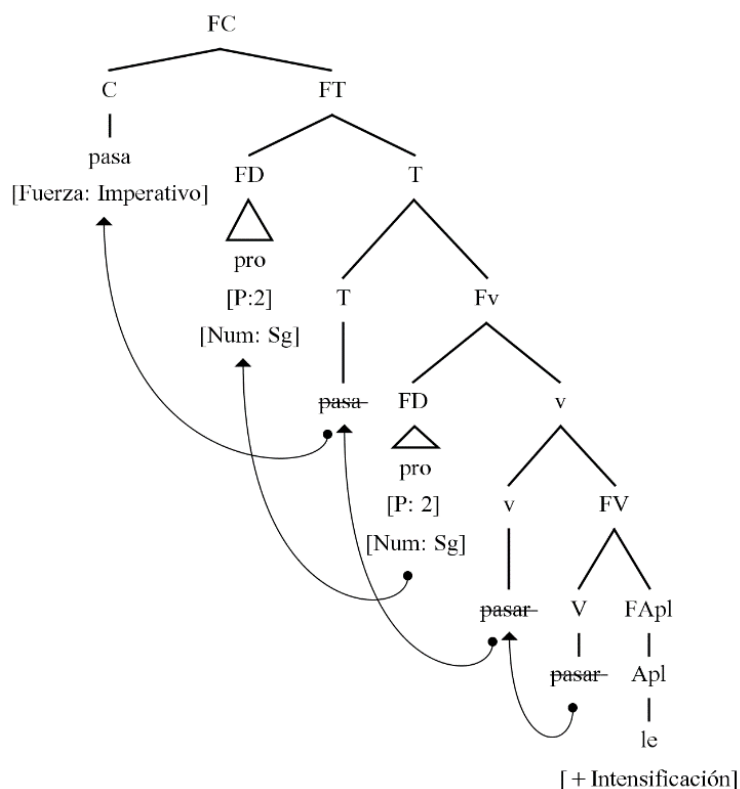 FC
C FT
pasa
[Fuerza: Imperativo]
FD T
pro
[P:2]
[Num: Sg]
T Fv
pasa
FD v
pro
[P: 2]
[Num: Sg]
v FV
pasar
V FApl
pasar
Apl
le
[ + Intensificación]